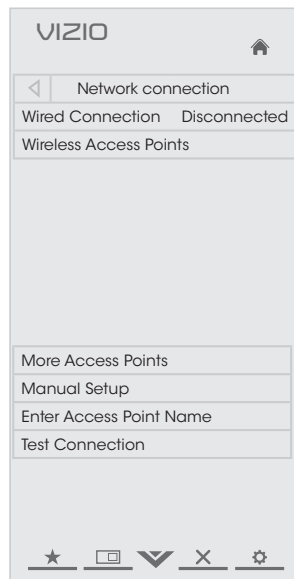 VIZIO
Network connection
Wired Connection Disconnected
Wireless Access Points
More Access Points
Manual Setup
Enter Access Point Name
Test Connection